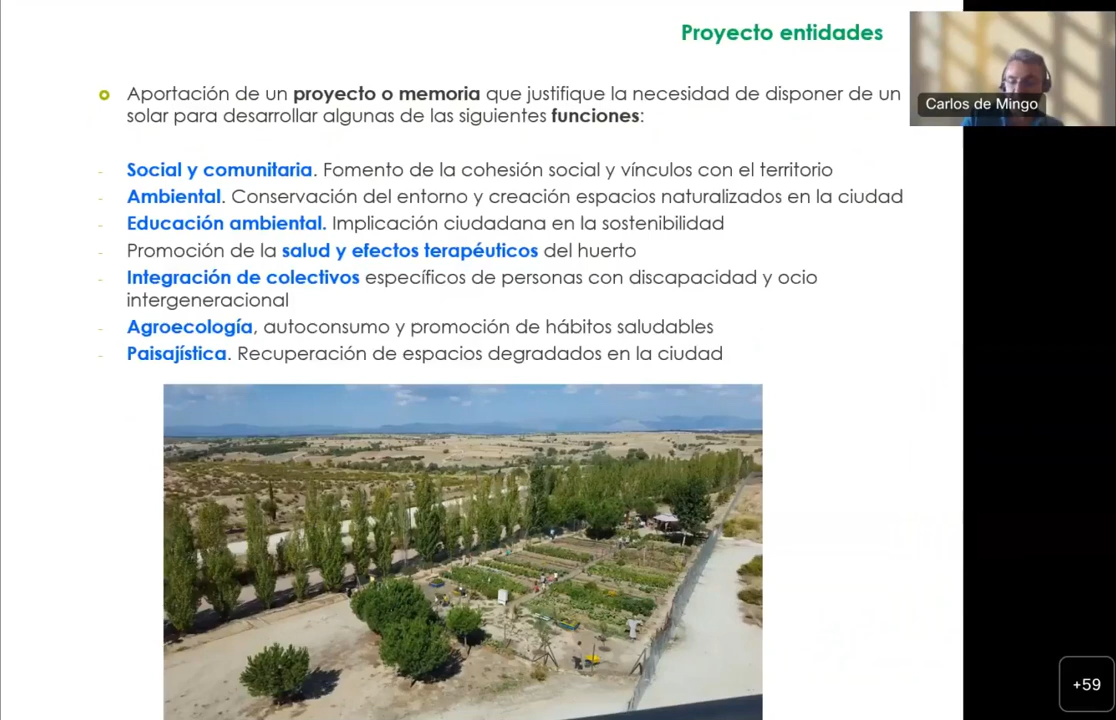 Proyecto entidades
Aportación de un proyecto o memoria que justifique la necesidad de disponer de un
solar para desarrollar algunas de las siguientes funciones:
Carlos de Mingo
- Social y comunitaria. Fomento de la cohesión social y vínculos con el territorio
- Ambiental. Conservación del entorno y creación espacios naturalizados en la ciudad
- Educación ambiental. Implicación ciudadana en la sostenibilidad
- Promoción de la salud y efectos terapéuticos del huerto
- Integración de colectivos específicos de personas con discapacidad y ocio
intergeneracional
- Agroecología, autoconsumo y promoción de hábitos saludables
- Paisajística. Recuperación de espacios degradados en la ciudad
+59